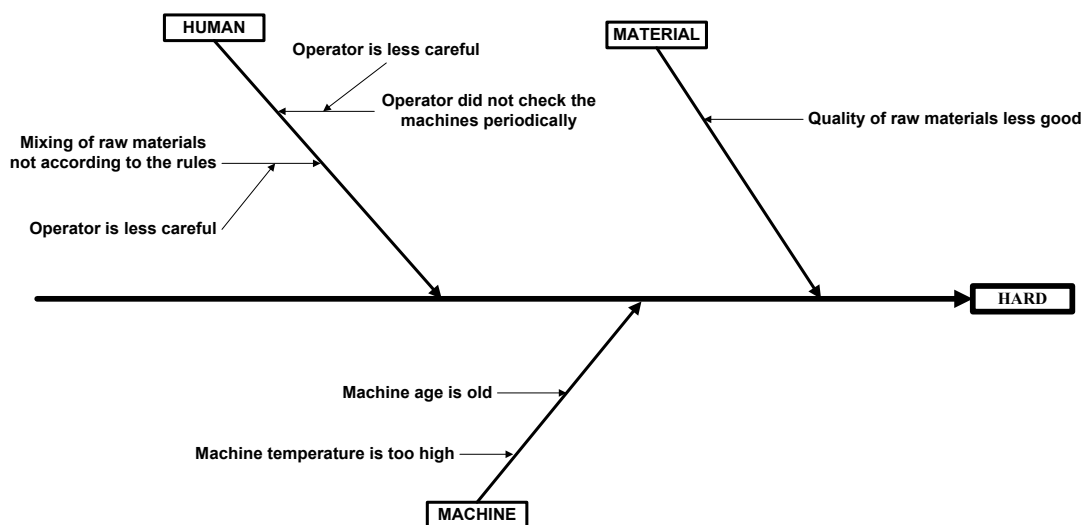 HUMAN
MATERIAL
Operator is less careful
Operator did not check the
machines periodically
Quality of raw materials less good
Mixing of raw materials
not according to the rules
Operator is less careful
HARD
Machine age is old
Machine temperature is too high
MACHINE